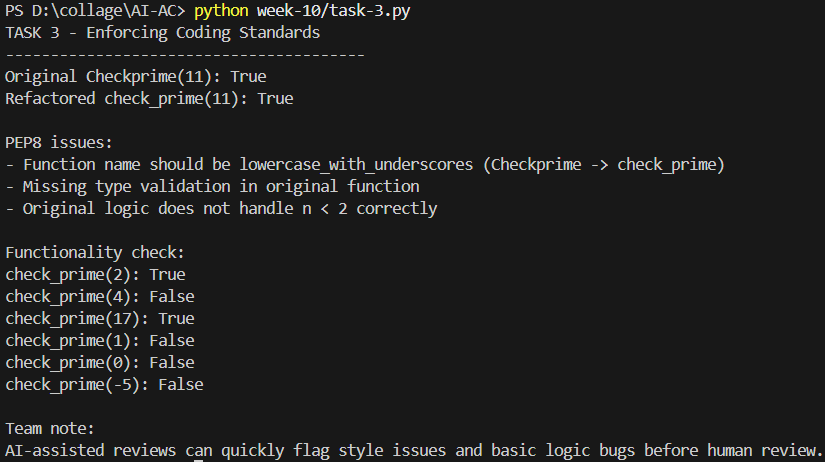 PS D:\collage\AI-AC> python week-10/task-3.py
TASK 3 - Enforcing Coding Standards
----------------------------------------
Original Checkprime(11): True
Refactored check_prime(11): True

PEP8 issues:
- Function name should be lowercase_with_underscores (Checkprime -> check_prime)
- Missing type validation in original function
- Original logic does not handle n < 2 correctly

Functionality check:
check_prime(2): True
check_prime(4): False
check_prime(17): True
check_prime(1): False
check_prime(0): False
check_prime(-5): False

Team note:
AI-assisted reviews can quickly flag style issues and basic logic bugs before human review.